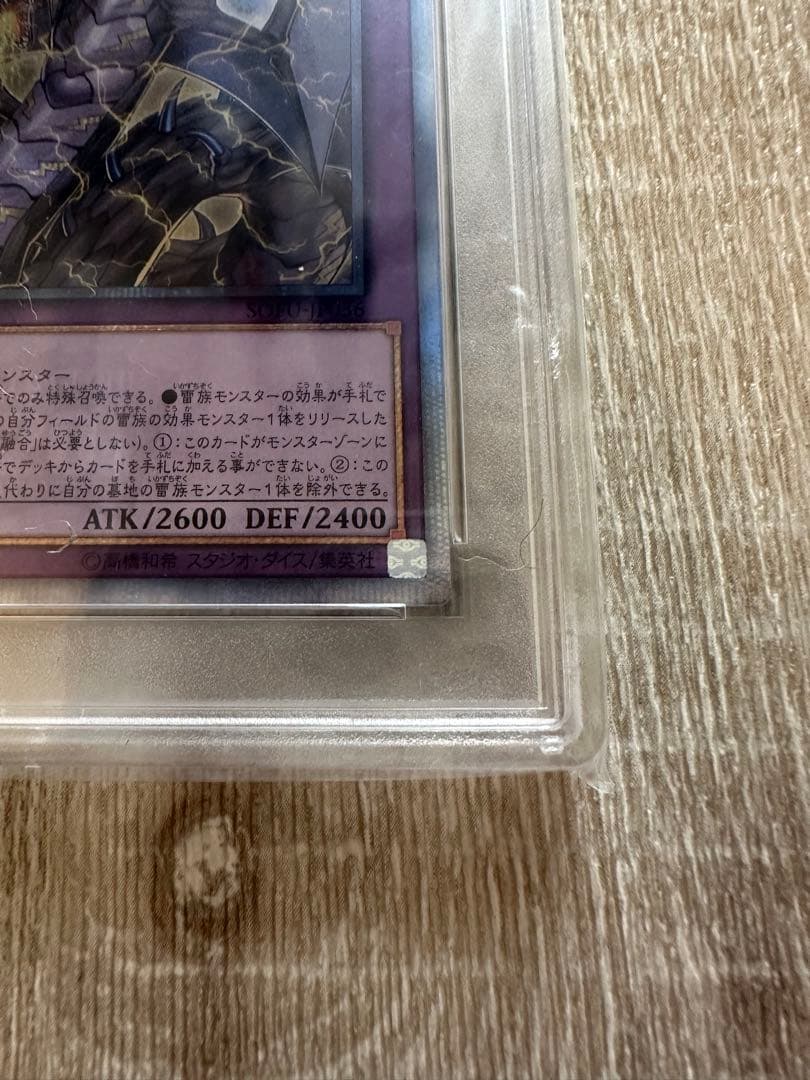 SOFU-JP036
ンスター
でのみ特殊召喚できる。●雷族モンスターの効果が手札で
の自分フィールドの雷族の効果モンスター1体をリリースした
融合」は必要としない)。①:このカードがモンスターゾーンに
でデッキからカードを手札に加える事ができない。②:この
代わりに自分の墓地の雷族モンスター1体を除外できる。
ATK/2600 DEF/2400
©高橋和希 スタジオ・ダイス/集英社